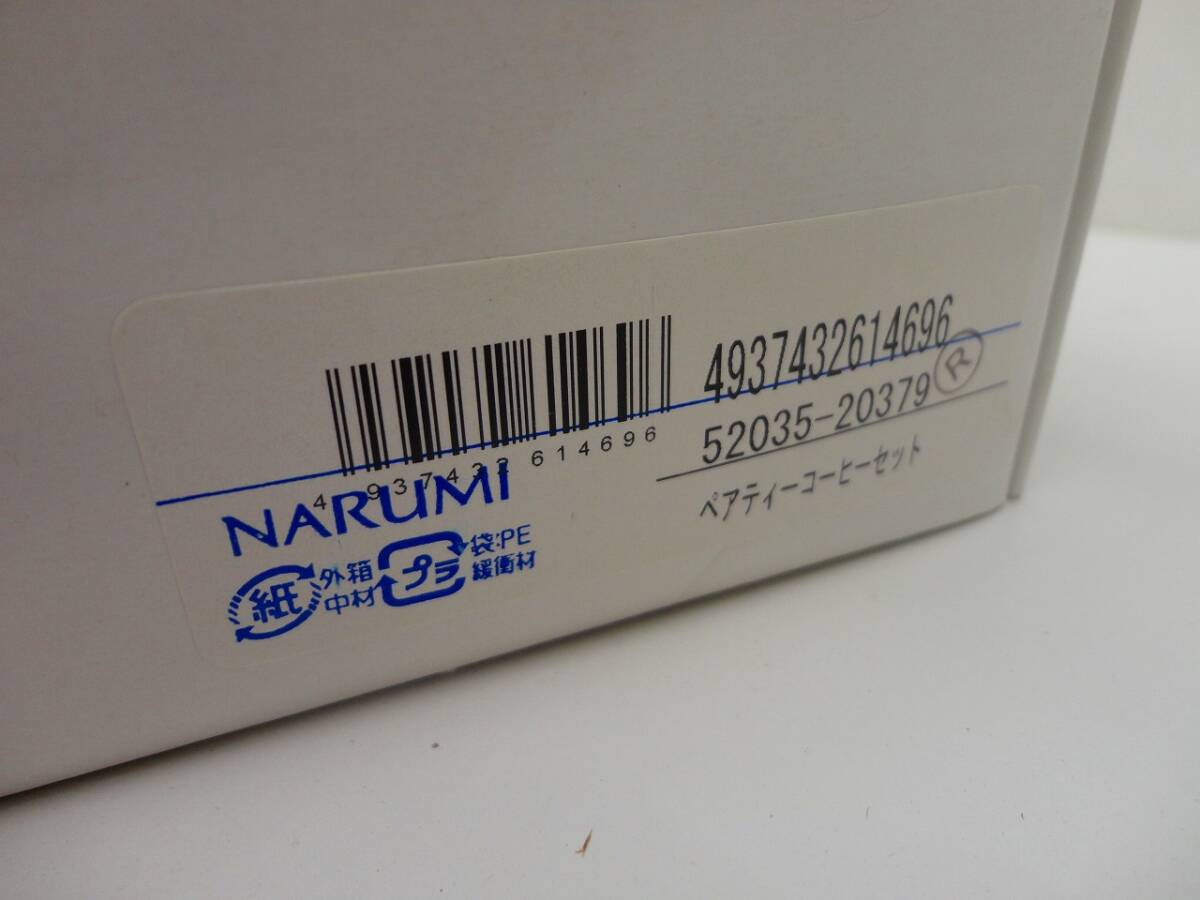 4937432614696
4 937432 614696
52035-20379
ペアティーコーヒーセット
NARUMI
紙 外箱 中材
プラ 袋:PE 緩衝材